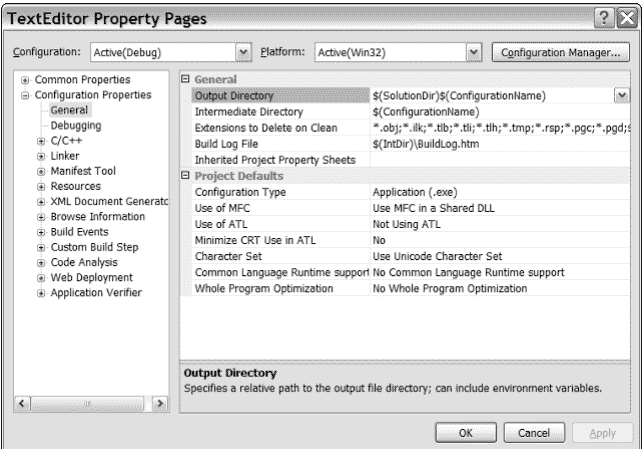 TextEditor Property Pages
Configuration: Active(Debug) Platform: Active(Win32) Configuration Manager...
Common Properties
Configuration Properties
General
Debugging
C/C++
Linker
Manifest Tool
Resources
XML Document Generato
Browse Information
Build Events
Custom Build Step
Code Analysis
Web Deployment
Application Verifier
General
Output Directory $(SolutionDir)$(ConfigurationName)
Intermediate Directory $(ConfigurationName)
Extensions to Delete on Clean *.obj;*.ilk;*.tlb;*.tli;*.tlh;*.tmp;*.rsp;*.pgc;*.pgd;$
Build Log File $(IntDir)\BuildLog.htm
Inherited Project Property Sheets
Project Defaults
Configuration Type Application (.exe)
Use of MFC Use MFC in a Shared DLL
Use of ATL Not Using ATL
Minimize CRT Use in ATL No
Character Set Use Unicode Character Set
Common Language Runtime support No Common Language Runtime support
Whole Program Optimization No Whole Program Optimization
Output Directory
Specifies a relative path to the output file directory; can include environment variables.
OK Cancel Apply